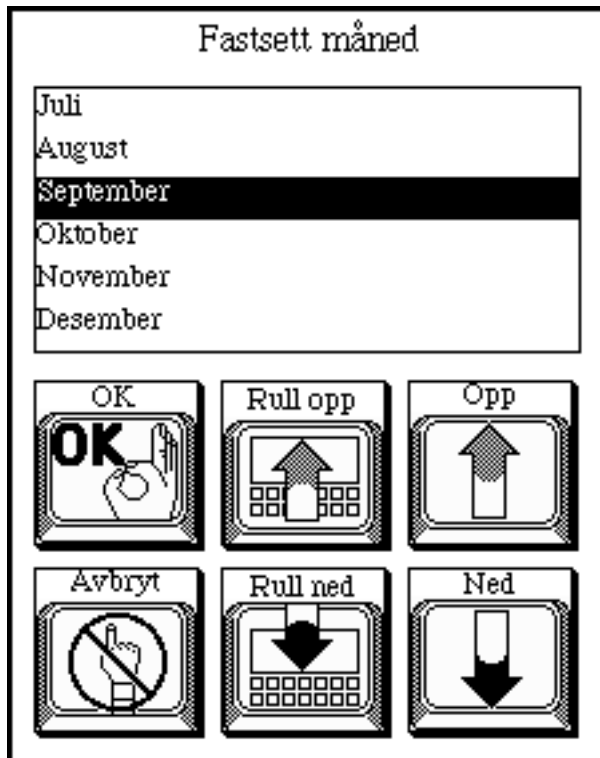 Fastsett måned
Juli
August
September
Oktober
November
Desember
OK
Rull opp
Opp
OK
Avbryt
Rull ned
Ned